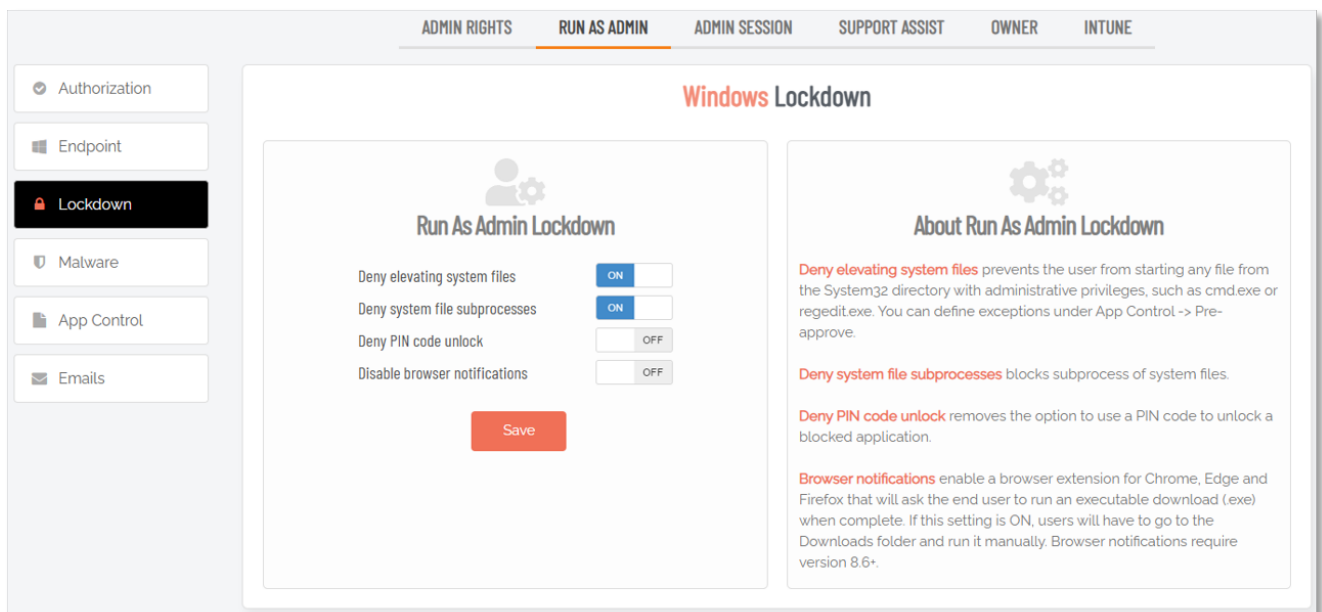 ADMIN RIGHTS RUN AS ADMIN ADMIN SESSION SUPPORT ASSIST OWNER INTUNE
Authorization
Endpoint
Lockdown
Malware
App Control
Emails
Windows Lockdown
Run As Admin Lockdown
Deny elevating system files ON
Deny system file subprocesses ON
Deny PIN code unlock OFF
Disable browser notifications OFF
Save
About Run As Admin Lockdown
Deny elevating system files prevents the user from starting any file from
the System32 directory with administrative privileges, such as cmd.exe or
regedit.exe. You can define exceptions under App Control -> Pre-
approve.
Deny system file subprocesses blocks subprocess of system files.
Deny PIN code unlock removes the option to use a PIN code to unlock a
blocked application.
Browser notifications enable a browser extension for Chrome, Edge and
Firefox that will ask the end user to run an executable download (.exe)
when complete. If this setting is ON, users will have to go to the
Downloads folder and run it manually. Browser notifications require
version 8.6+.